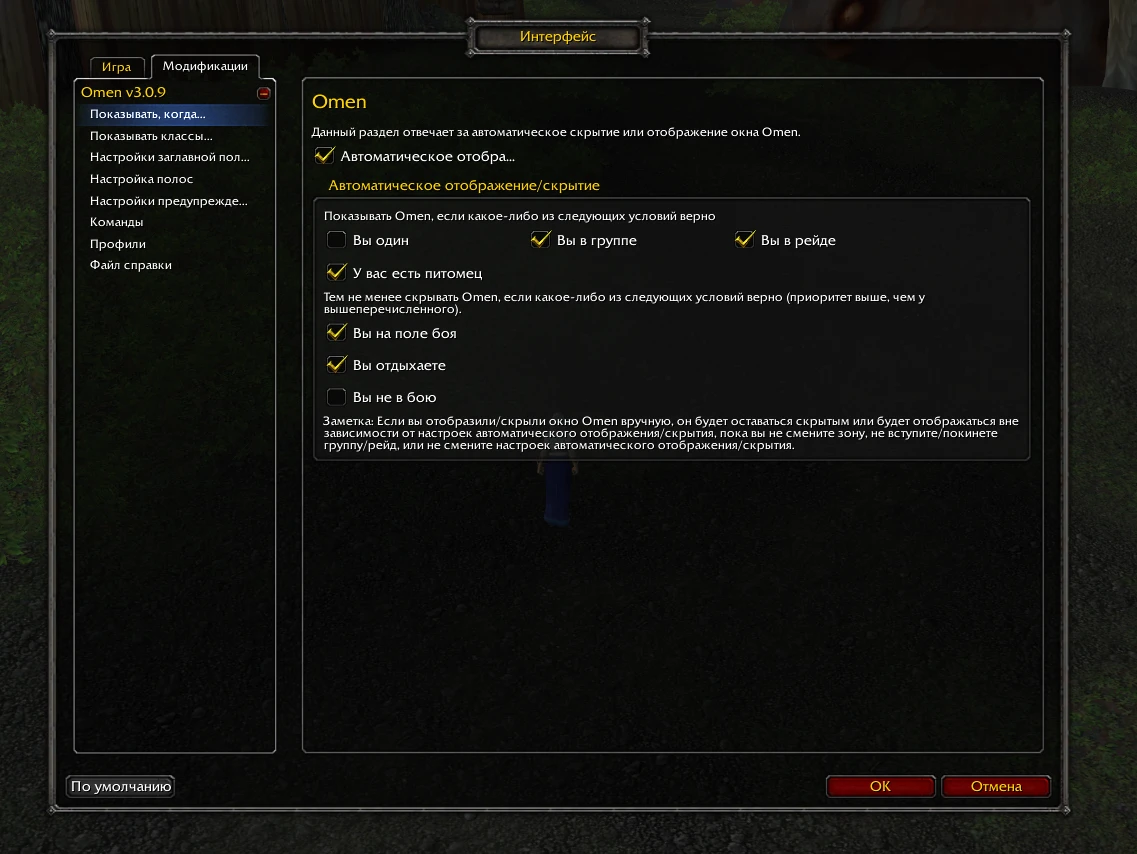 Интерфейс
Игра
Модификации
Omen v3.0.9
Показывать, когда...
Показывать классы...
Настройки заглавной пол...
Настройка полос
Настройки предупрежде...
Команды
Профили
Файл справки
Omen
Данный раздел отвечает за автоматическое скрытие или отображение окна Omen.
Автоматическое отобра...
Автоматическое отображение/скрытие
Показывать Omen, если какое-либо из следующих условий верно
Вы один
Вы в группе
Вы в рейде
У вас есть питомец
Тем не менее скрывать Omen, если какое-либо из следующих условий верно (приоритет выше, чем у
вышеперечисленного).
Вы на поле боя
Вы отдыхаете
Вы не в бою
Заметка: Если вы отобразили/скрыли окно Omen вручную, он будет оставаться скрытым или будет отображаться вне
зависимости от настроек автоматического отображения/скрытия, пока вы не смените зону, не вступите/покинете
группу/рейд, или не смените настроек автоматического отображения/скрытия.
По умолчанию
ОК
Отмена